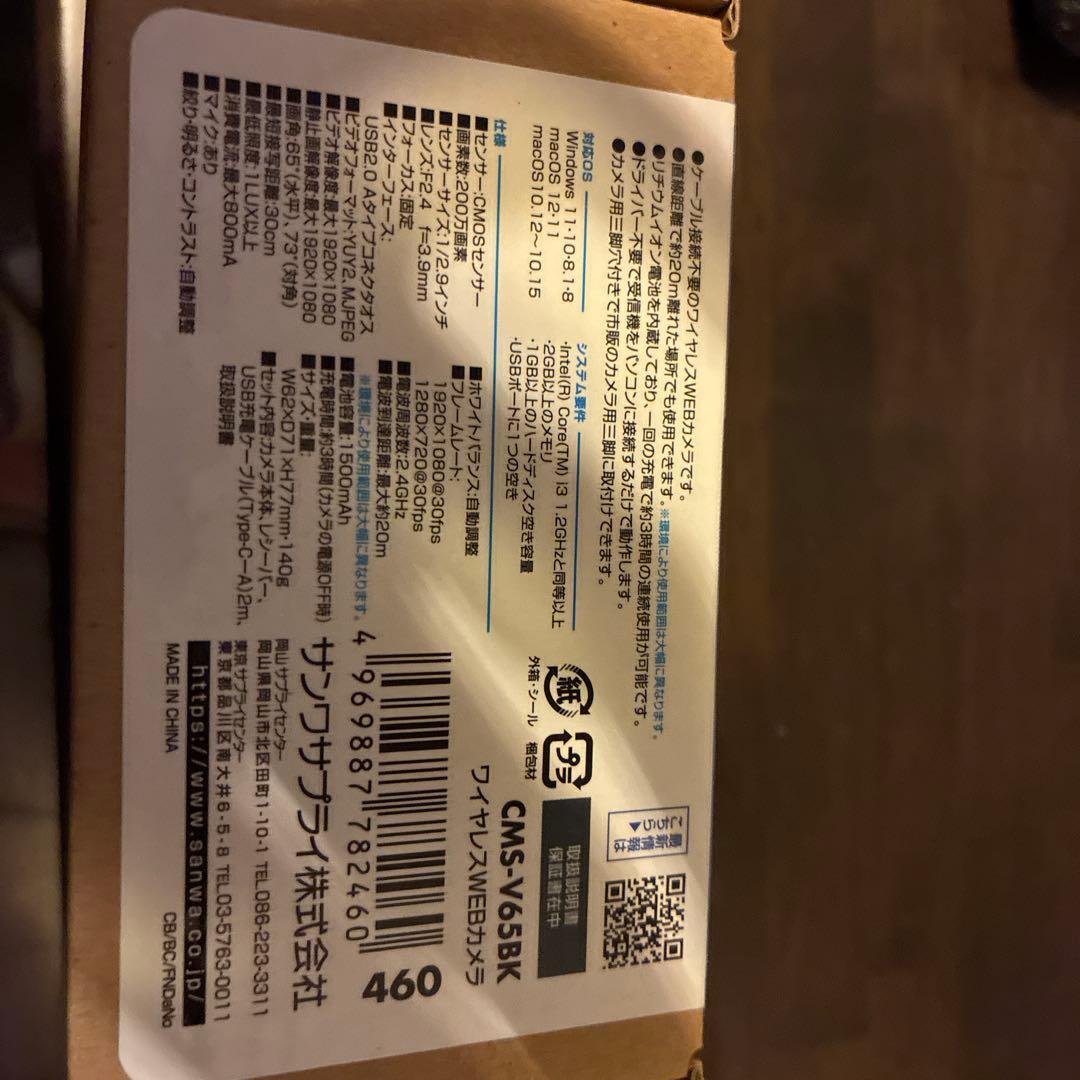 ●ケーブル接続不要のワイヤレスWEBカメラです。
●直線距離で約20m離れた場所でも使用できます。※環境により使用範囲は大幅に異なります。
●リチウムイオン電池を内蔵しており、一回の充電で約3時間の連続使用が可能です。
●ドライバー不要で受信機をパソコンに接続するだけで動作します。
●カメラ用三脚穴付きで市販のカメラ用三脚に取付けできます。
対応OS
Windows 11・10・8.1・8
macOS 12・11
macOS10.12〜10.15
システム要件
・Intel(R) Core(TM) i3 1.2GHzと同等以上
・2GB以上のメモリ
・1GB以上のハードディスク空き容量
・USBポートに1つの空き
仕様
■センサー:CMOSセンサー
■画素数:200万画素
■センサーサイズ:1/2.9インチ
■レンズ:F2.4 f=3.9mm
■フォーカス:固定
■インターフェース:
USB2.0 Aタイプコネクタオス
■ビデオフォーマット:YUY2、MJPEG
■ビデオ解像度:最大1920×1080
■静止画解像度:最大1920×1080
■画角:65°(水平)、73°(対角)
■最短接写距離:30cm
■最低照度:1LUX以上
■消費電流:最大800mA
■マイク:あり
■絞り・明るさ・コントラスト:自動調整
■ホワイトバランス:自動調整
■フレームレート:
1920×1080@30fps
1280×720@30fps
■電波周波数:2.4GHz
■電波到達距離:最大約20m
※環境により使用範囲は大幅に異なります。
■電池容量:1500mAh
■充電時間:約3時間(カメラの電源OFF時)
■サイズ・重量:
W62×D71×H77mm・140g
■セット内容:カメラ本体、レシーバー、
USB充電ケーブル(Type-C−A)2m、
取扱説明書
最新情報は
こちら▶
紙
外箱・シール
プラ
梱包材
取扱説明書
保証書在中
CMS-V65BK
ワイヤレスWEBカメラ
4 969887 782460
460
サンワサプライ株式会社
岡山サプライセンター
岡山県岡山市北区田町1-10-1 TEL.086-223-3311
東京サプライセンター
東京都品川区南大井6-5-8 TEL.03-5763-0011
https://www.sanwa.co.jp/
MADE IN CHINA
CB/BC/FNDaNa